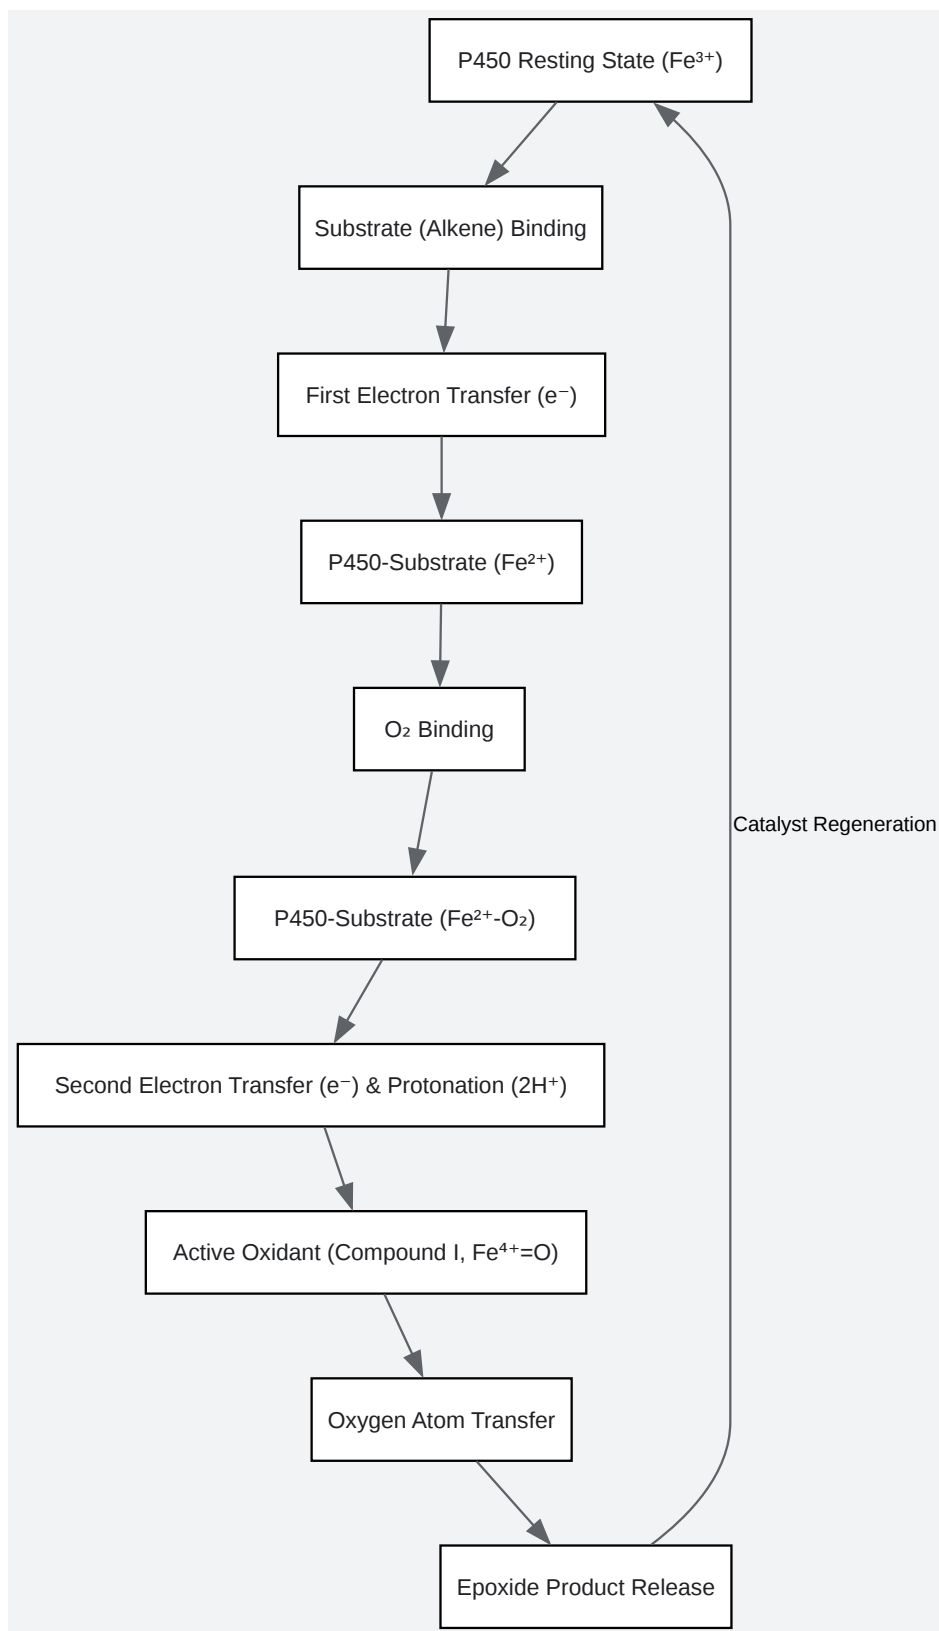 P450 Resting State (Fe³⁺)
Substrate (Alkene) Binding
First Electron Transfer (e⁻)
P450-Substrate (Fe²⁺)
O₂ Binding
Catalyst Regeneration
P450-Substrate (Fe²⁺-O₂)
Second Electron Transfer (e⁻) & Protonation (2H⁺)
Active Oxidant (Compound I, Fe⁴⁺=O)
Oxygen Atom Transfer
Epoxide Product Release